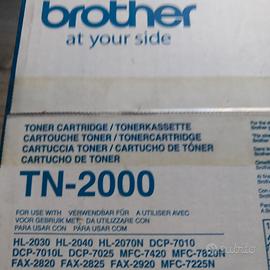 brother
at your side
TONER CARTRIDGE / TONERKASSETTE
CARTOUCHE TONER / TONERCARTRIDGE
CARTUCCIA TONER / CARTUCHO DE TÓNER
CARTUCHO DE TONER
TN-2000
FOR USE WITH VERWENDBAR FÜR A UTILISER AVEC
VOOR GEBRUIK MET DA UTILIZZARE CON
PARA USAR CON PARA USAR COM
HL-2030 HL-2040 HL-2070N DCP-7010
DCP-7010L DCP-7025 MFC-7420 MFC-7820N
FAX-2820 FAX-2825 FAX-2920 MFC-7225N
subito